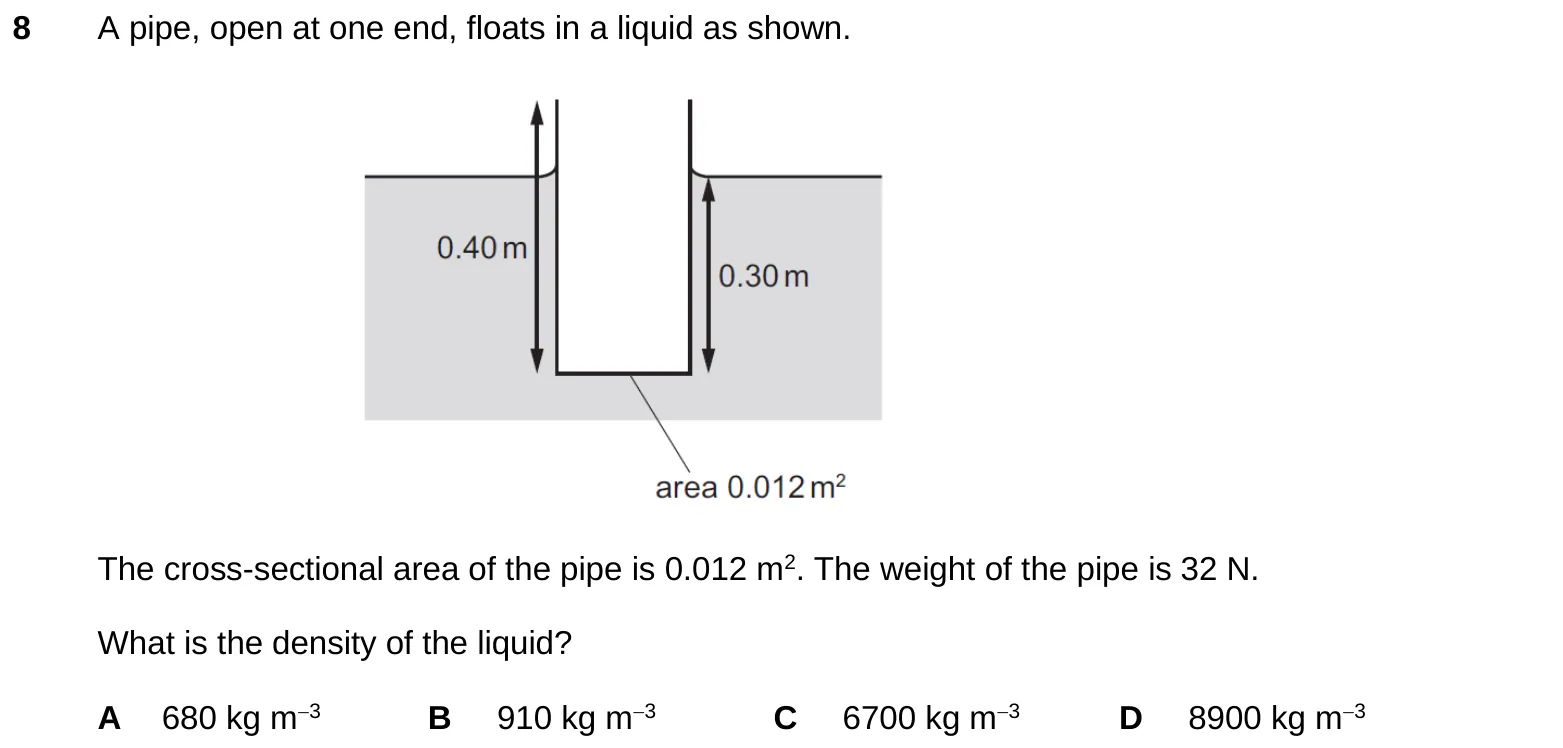 8 A pipe, open at one end, floats in a liquid as shown.
0.40 m
0.30 m
area 0.012 m²
The cross-sectional area of the pipe is 0.012 m². The weight of the pipe is 32 N.
What is the density of the liquid?
A 680 kg m⁻³ B 910 kg m⁻³ C 6700 kg m⁻³ D 8900 kg m⁻³